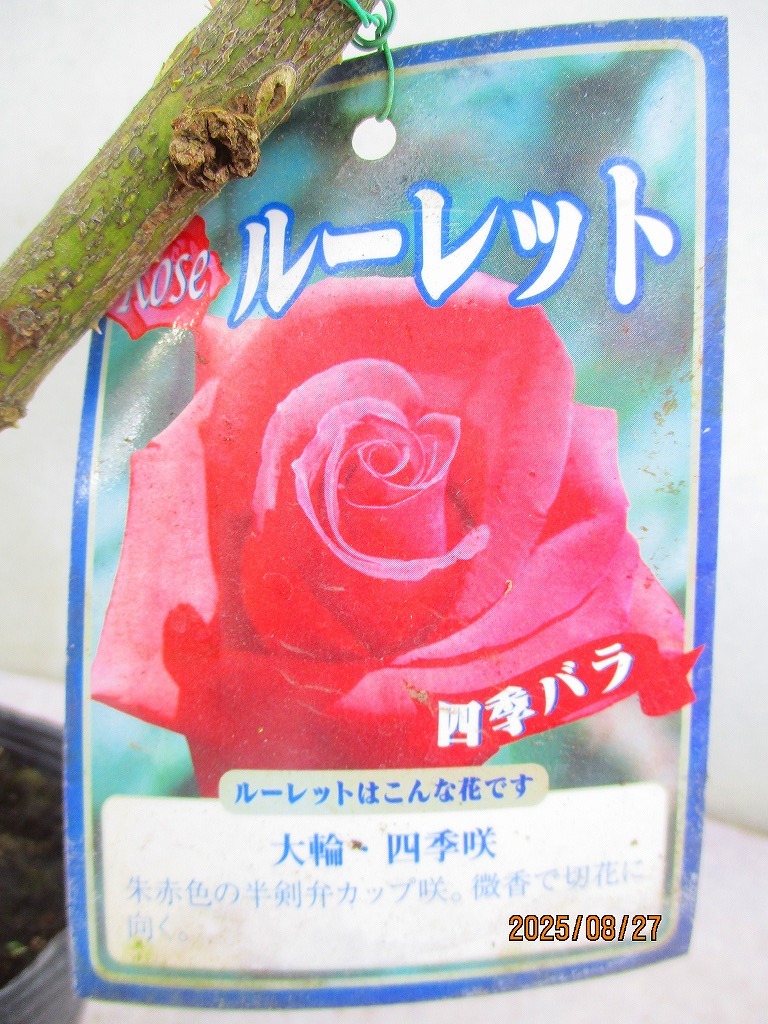 Rose
ルーレット
四季バラ
ルーレットはこんな花です
大輪・四季咲
朱赤色の半剣弁カップ咲。微香で切花に
向く。
2025/08/27